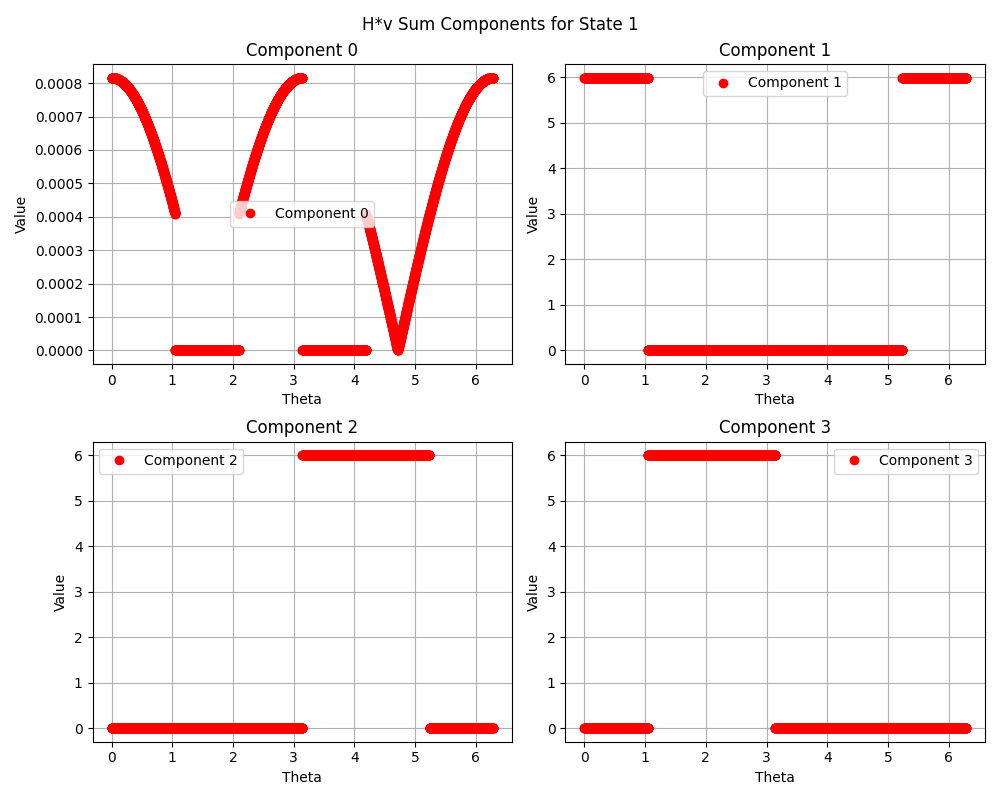 H*v Sum Components for State 1
Component 0
0.0008
0.0007
0.0006
0.0005
0.0004
0.0003
0.0002
0.0001
0.0000
Value
Component 0
0 1 2 3 4 5 6
Theta
Component 1
6
5
4
3
2
1
0
Value
Component 1
0 1 2 3 4 5 6
Theta
Component 2
6
5
4
3
2
1
0
Value
Component 2
0 1 2 3 4 5 6
Theta
Component 3
6
5
4
3
2
1
0
Value
Component 3
0 1 2 3 4 5 6
Theta